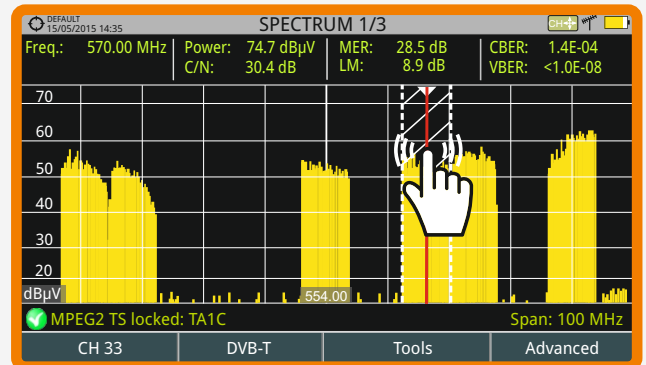 DEFAULT
15/05/2015 14:35
SPECTRUM 1/3
CH
Freq.: 570.00 MHz
Power: 74.7 dBµV
MER: 28.5 dB
CBER: 1.4E-04
C/N: 30.4 dB
LM: 8.9 dB
VBER: <1.0E-08
70
60
50
40
30
20
dBµV
554.00
MPEG2 TS locked: TA1C
Span: 100 MHz
CH 33
DVB-T
Tools
Advanced